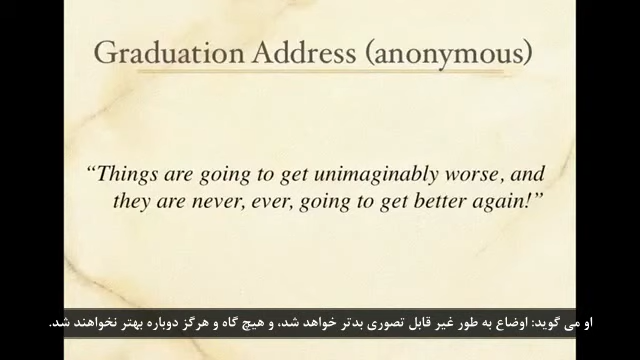 Graduation Address (anonymous)
“Things are going to get unimaginably worse, and
they are never, ever, going to get better again!”
او می گوید: اوضاع به طور غیر قابل تصوری بدتر خواهد شد، و هیچ گاه و هرگز دوباره بهتر نخواهند شد.